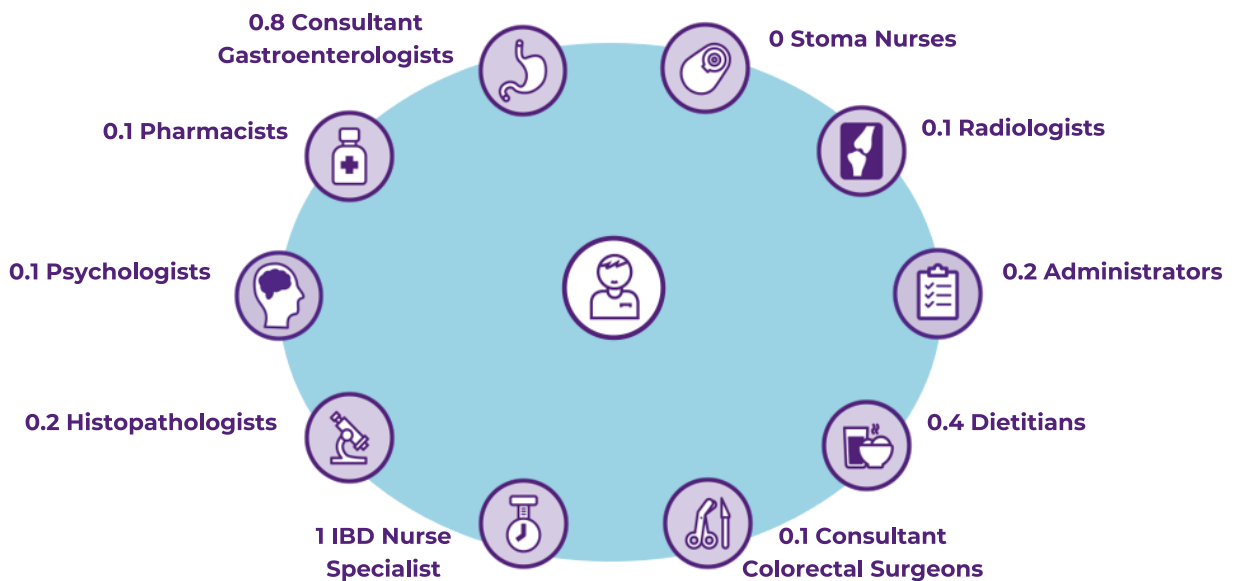 0.8 Consultant
Gastroenterologists
0 Stoma Nurses
0.1 Pharmacists
0.1 Radiologists
0.1 Psychologists
0.2 Administrators
0.2 Histopathologists
0.4 Dietitians
1 IBD Nurse
Specialist
0.1 Consultant
Colorectal Surgeons